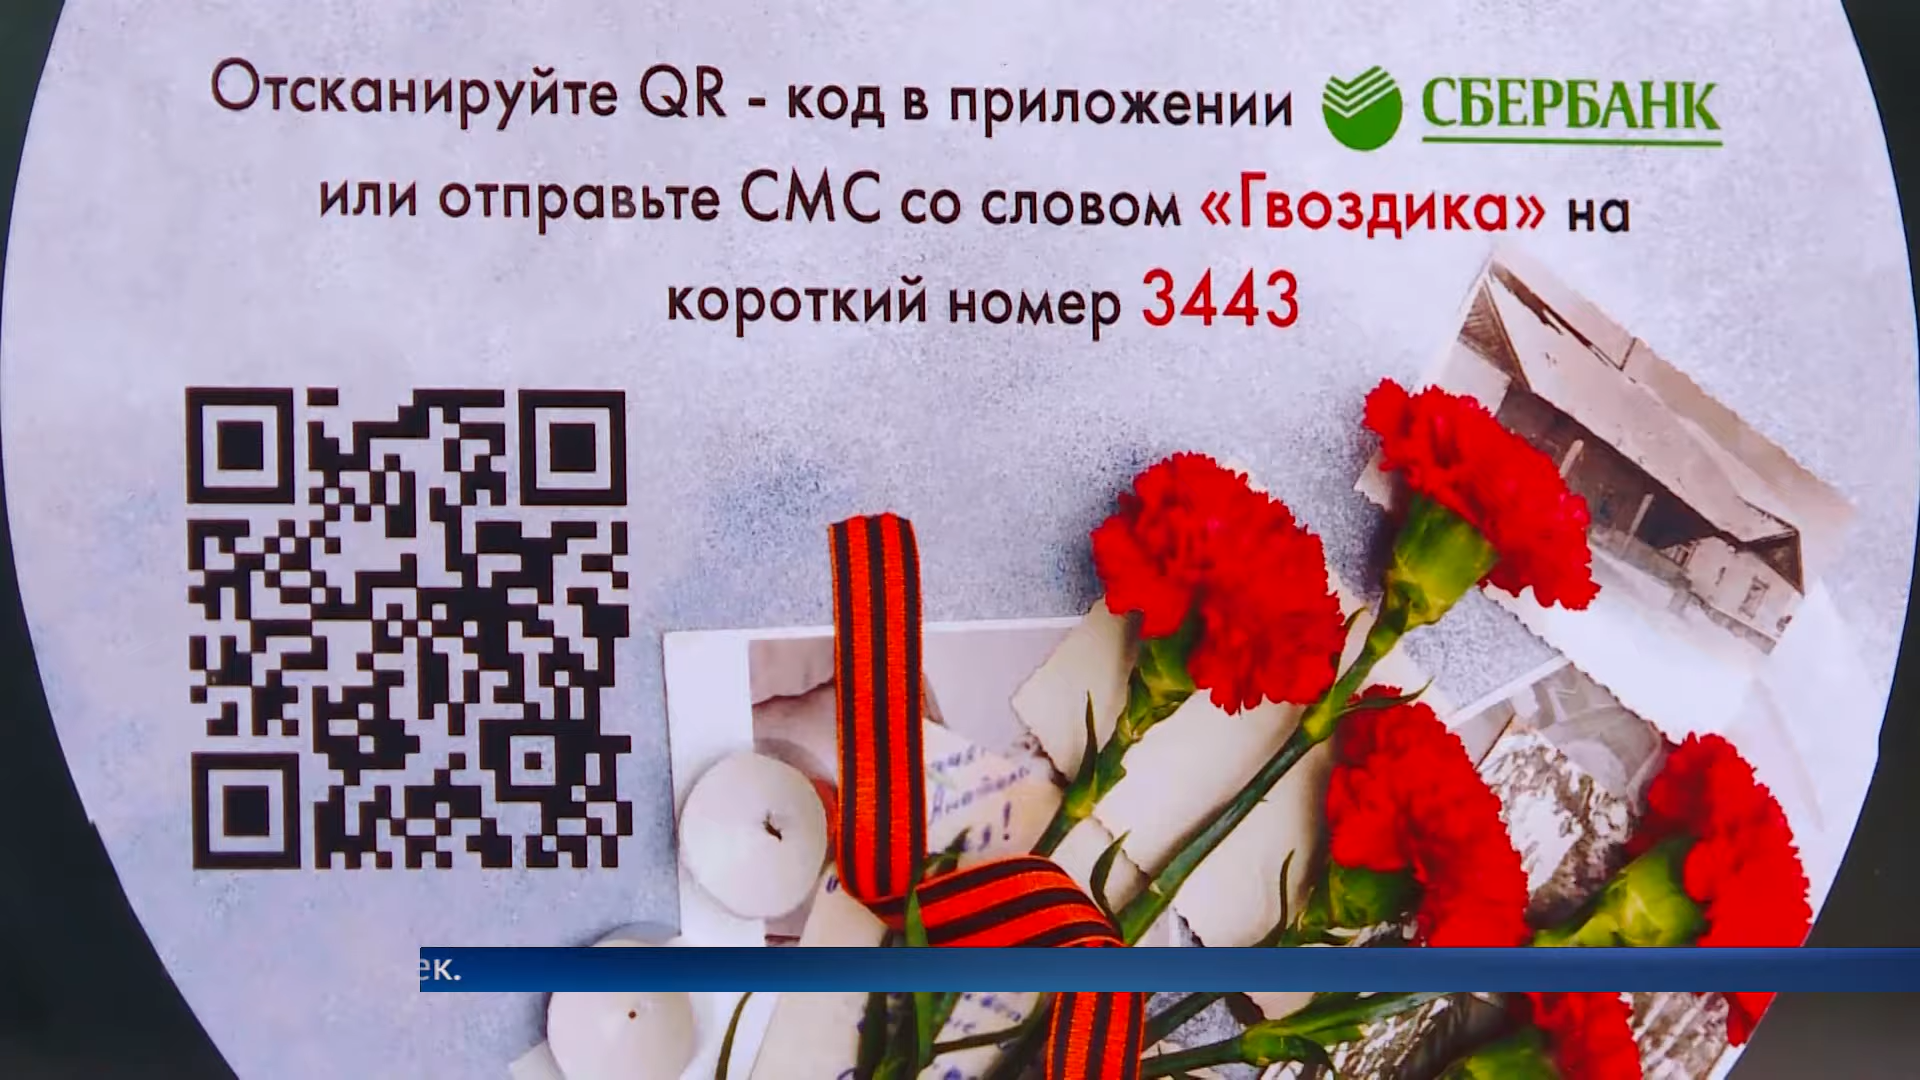 Отсканируйте QR - код в приложении СБЕРБАНК
или отправьте СМС со словом «Гвоздика» на
короткий номер 3443
ек.